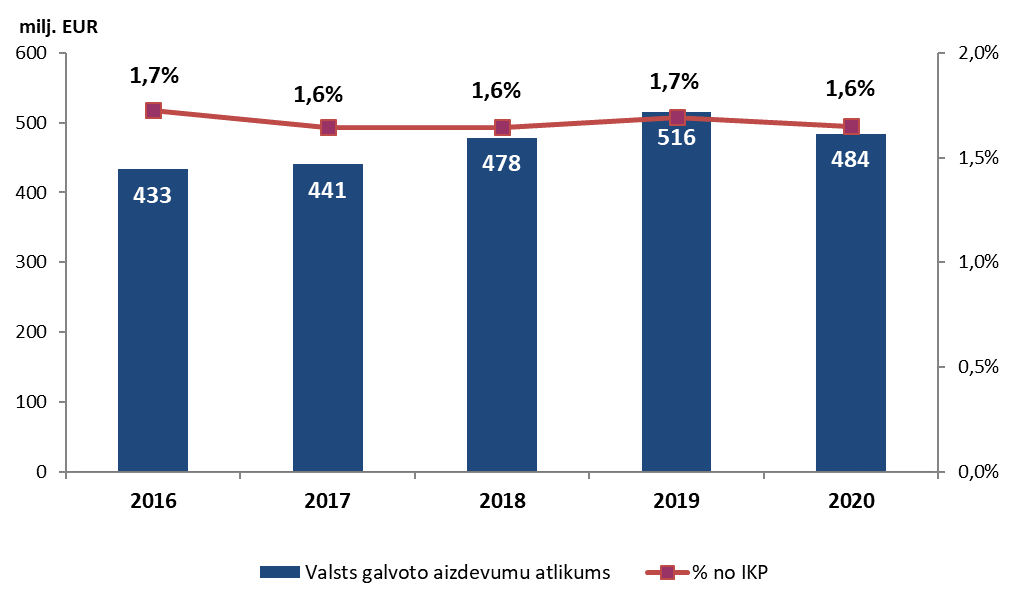 milj. EUR
600 2,0%
1,7% 1,6% 1,6% 1,7% 1,6%
500
433 441 478 516 484
1,5%
400
300 1,0%
200
0,5%
100
0 0,0%
2016 2017 2018 2019 2020
Valsts galvoto aizdevumu atlikums % no IKP